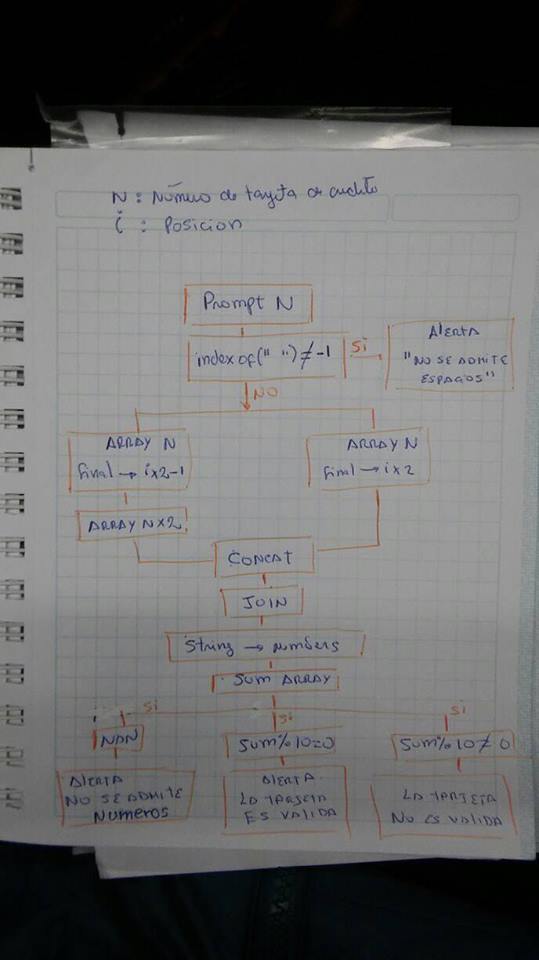 N : Número de tarjeta de credito
i : Posicion
Prompt N
indexof(" ") ≠ -1
Si
Alerta
"NO SE ADMITE
ESPACIOS"
NO
ARRAY N
final → ix2-1
ARRAY N
final → ix2
ARRAY Nx2
CONCAT
JOIN
String → numbers
SUM ARRAY
Si
Si
Si
NAN
Sum%10=0
Sum%10≠0
Alerta
NO SE ADMITE
Numeros
Alerta
LA TARJETA
ES VALIDA
LA TARJETA
NO ES VALIDA